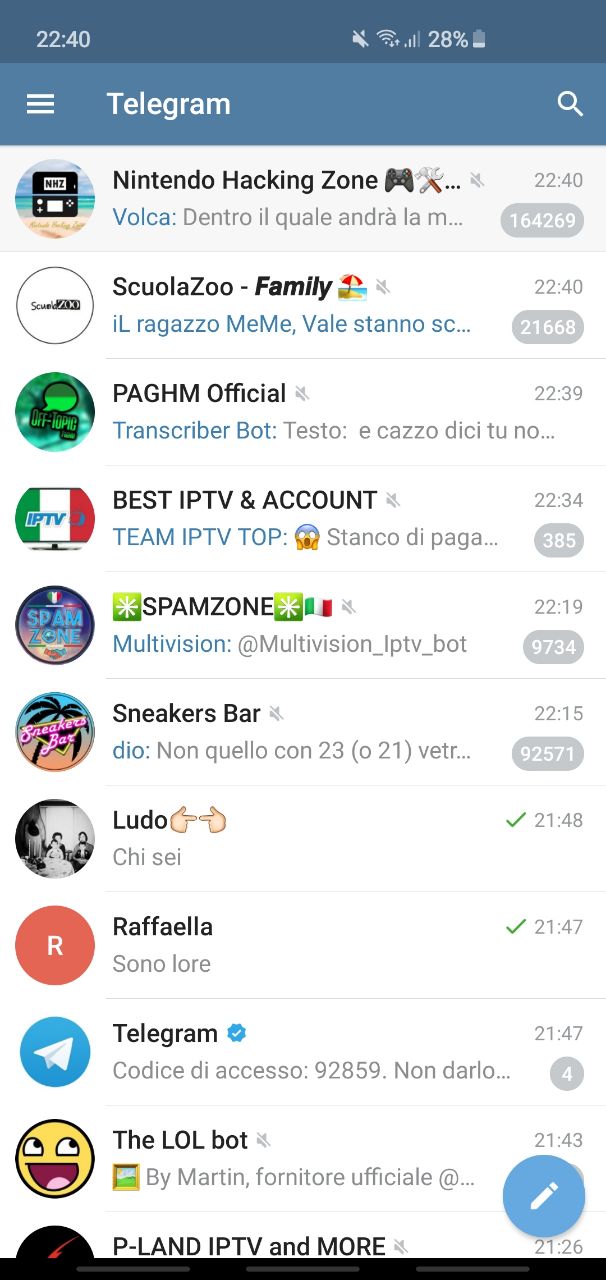 22:40 28%
Telegram
NHZ
Nintendo Hacking Zone 🎮🛠️... 22:40
Volca: Dentro il quale andrà la m... 164269
ScuolaZOO
ScuolaZoo - Family 🏖️ 22:40
iL ragazzo MeMe, Vale stanno sc... 21668
OFF-TOPIC
PAGHM Official 22:39
Transcriber Bot: Testo: e cazzo dici tu no...
IPTV
BEST IPTV & ACCOUNT 22:34
TEAM IPTV TOP: 😱 Stanco di paga... 385
SPAM
ZONE
✳️SPAMZONE✳️🇮🇹 22:19
Multivision: @Multivision_Iptv_bot 9734
Sneakers
Bar
Sneakers Bar 22:15
dio: Non quello con 23 (o 21) vetr... 92571
Ludo👉🏻👈🏻 21:48
Chi sei
R
Raffaella 21:47
Sono lore
Telegram 21:47
Codice di accesso: 92859. Non darlo... 4
The LOL bot 21:43
🖼 By Martin, fornitore ufficiale @...
P-LAND IPTV and MORE 21:26